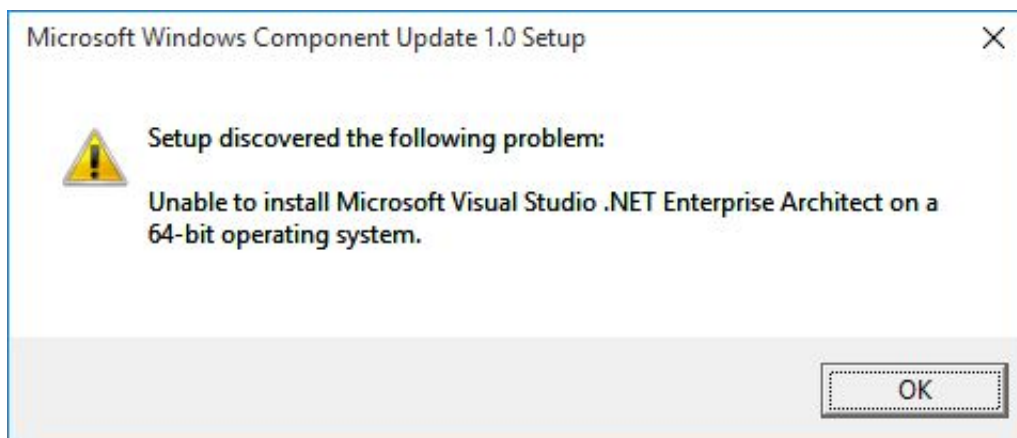 Microsoft Windows Component Update 1.0 Setup
Setup discovered the following problem:
Unable to install Microsoft Visual Studio .NET Enterprise Architect on a
64-bit operating system.
OK